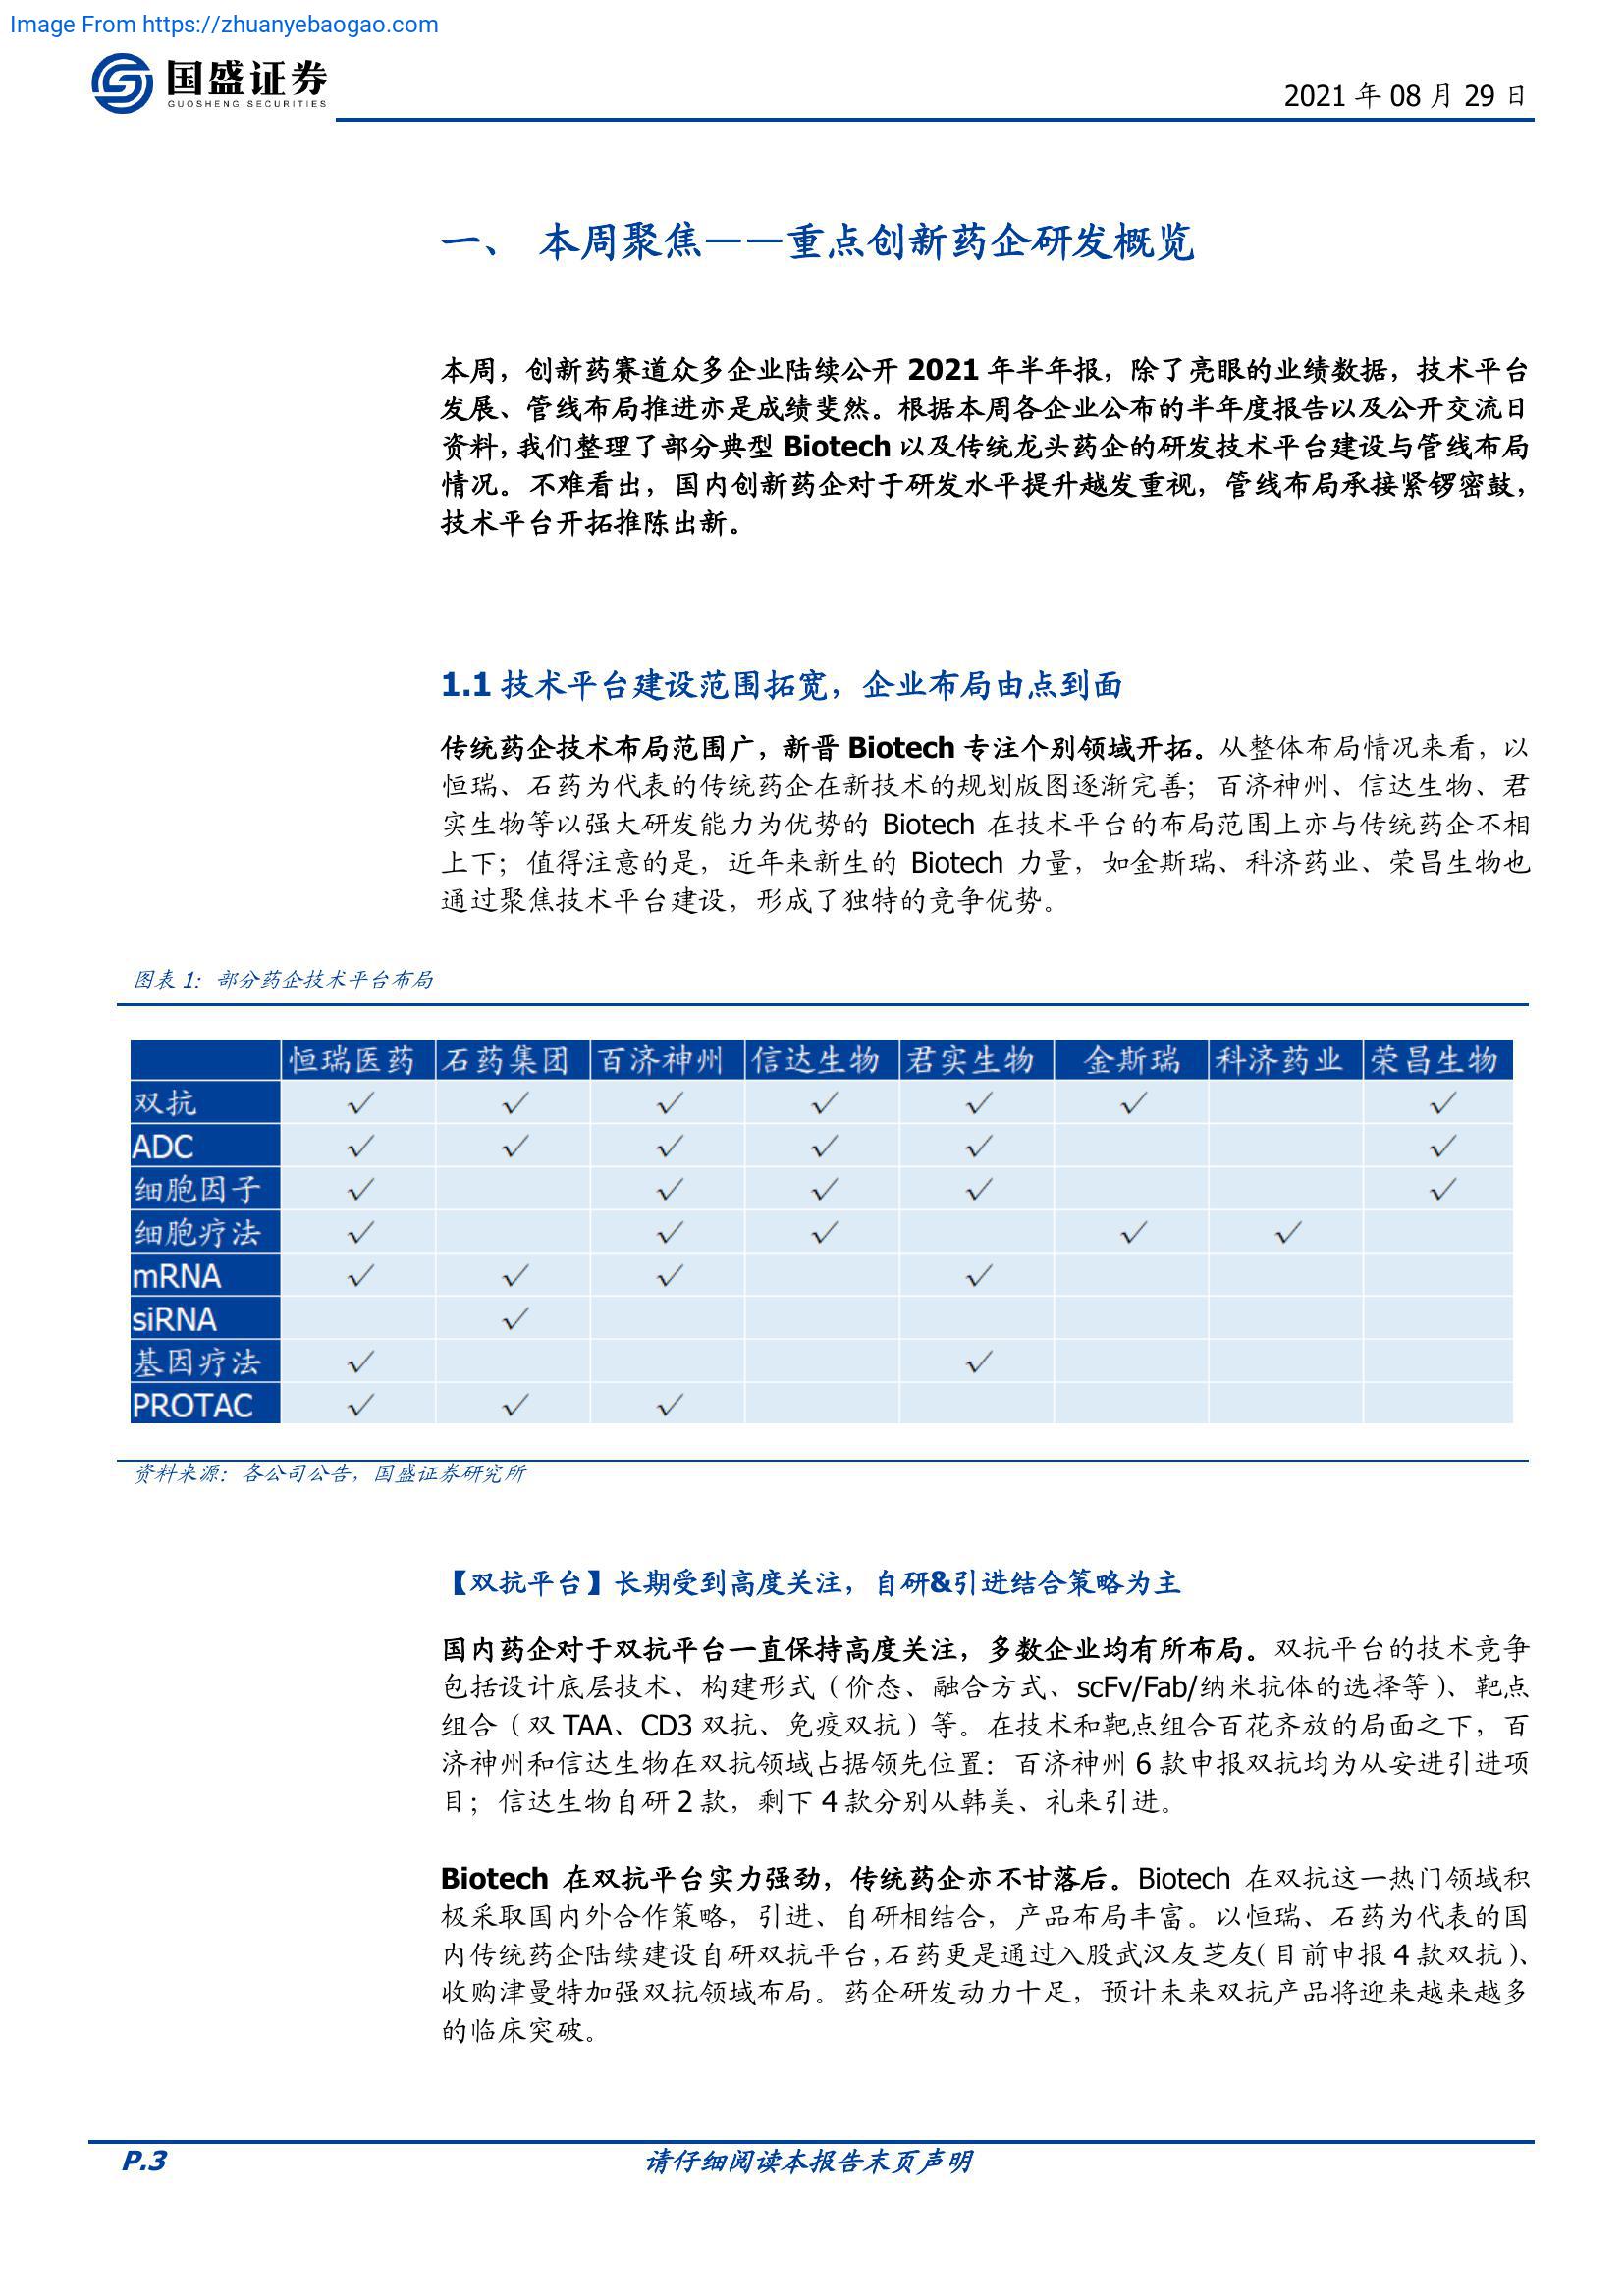 Image From https://zhuanyebaogao.com
国盛证券
GUOSHENG SECURITIES
2021 年 08 月 29 日
一、 本周聚焦——重点创新药企研发概览
本周，创新药赛道众多企业陆续公开 2021 年半年报，除了亮眼的业绩数据，技术平台
发展、管线布局推进亦是成绩斐然。根据本周各企业公布的半年度报告以及公开交流日
资料，我们整理了部分典型 Biotech 以及传统龙头药企的研发技术平台建设与管线布局
情况。不难看出，国内创新药企对于研发水平提升越发重视，管线布局承接紧锣密鼓，
技术平台开拓推陈出新。
1.1 技术平台建设范围拓宽，企业布局由点到面
传统药企技术布局范围广，新晋 Biotech 专注个别领域开拓。从整体布局情况来看，以
恒瑞、石药为代表的传统药企在新技术的规划版图逐渐完善；百济神州、信达生物、君
实生物等以强大研发能力为优势的 Biotech 在技术平台的布局范围上亦与传统药企不相
上下；值得注意的是，近年来新生的 Biotech 力量，如金斯瑞、科济药业、荣昌生物也
通过聚焦技术平台建设，形成了独特的竞争优势。
图表 1：部分药企技术平台布局
恒瑞医药 石药集团 百济神州 信达生物 君实生物 金斯瑞 科济药业 荣昌生物
双抗 √ √ √ √ √ √ √
ADC √ √ √ √ √ √
细胞因子 √ √ √ √ √
细胞疗法 √ √ √ √ √
mRNA √ √ √ √
siRNA √
基因疗法 √ √
PROTAC √ √ √
资料来源：各公司公告，国盛证券研究所
【双抗平台】长期受到高度关注，自研&引进结合策略为主
国内药企对于双抗平台一直保持高度关注，多数企业均有所布局。双抗平台的技术竞争
包括设计底层技术、构建形式（价态、融合方式、scFv/Fab/纳米抗体的选择等）、靶点
组合（双 TAA、CD3 双抗、免疫双抗）等。在技术和靶点组合百花齐放的局面之下，百
济神州和信达生物在双抗领域占据领先位置：百济神州 6 款申报双抗均为从安进引进项
目；信达生物自研 2 款，剩下 4 款分别从韩美、礼来引进。
Biotech 在双抗平台实力强劲，传统药企亦不甘落后。Biotech 在双抗这一热门领域积
极采取国内外合作策略，引进、自研相结合，产品布局丰富。以恒瑞、石药为代表的国
内传统药企陆续建设自研双抗平台，石药更是通过入股武汉友芝友（目前申报 4 款双抗）、
收购津曼特加强双抗领域布局。药企研发动力十足，预计未来双抗产品将迎来越来越多
的临床突破。
P.3
请仔细阅读本报告末页声明